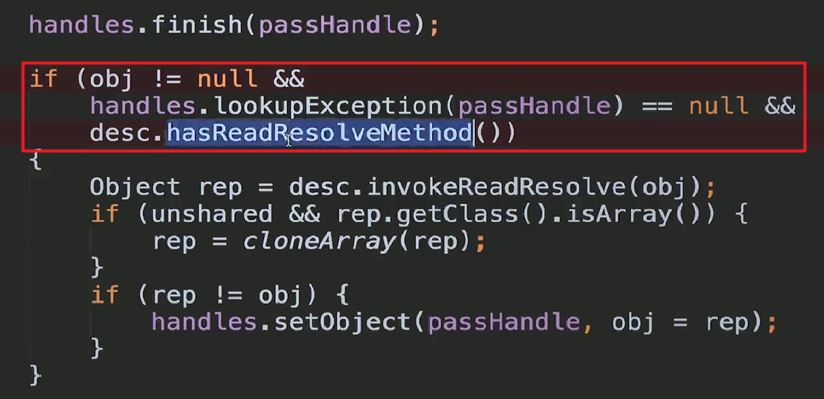 handles.finish(passHandle);
if (obj != null &&
handles.lookupException(passHandle) == null &&
desc.hasReadResolveMethod())
{
Object rep = desc.invokeReadResolve(obj);
if (unshared && rep.getClass().isArray()) {
rep = cloneArray(rep);
}
if (rep != obj) {
handles.setObject(passHandle, obj = rep);
}
}